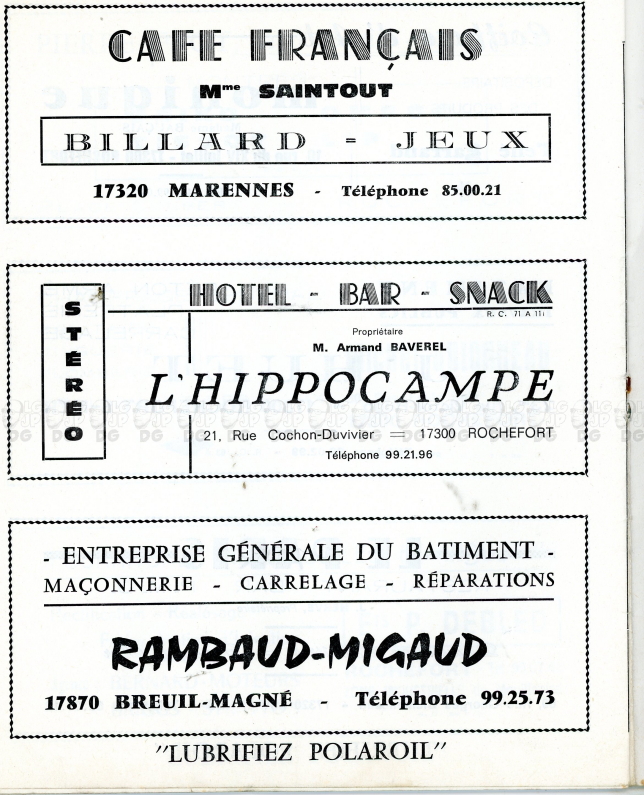 CAFE FRANÇAIS
Mme SAINTOUT
BILLARD = JEUX
17320 MARENNES - Téléphone 85.00.21
STÉRÉO
HOTEL - BAR - SNACK
R. C. 71 A 111
Propriétaire
M. Armand BAVEREL
L'HIPPOCAMPE
21, Rue Cochon-Duvivier = 17300 ROCHEFORT
Téléphone 99.21.96
- ENTREPRISE GÉNÉRALE DU BATIMENT -
MAÇONNERIE - CARRELAGE - RÉPARATIONS
RAMBAUD-MIGAUD
17870 BREUIL-MAGNÉ - Téléphone 99.25.73
"LUBRIFIEZ POLAROIL"